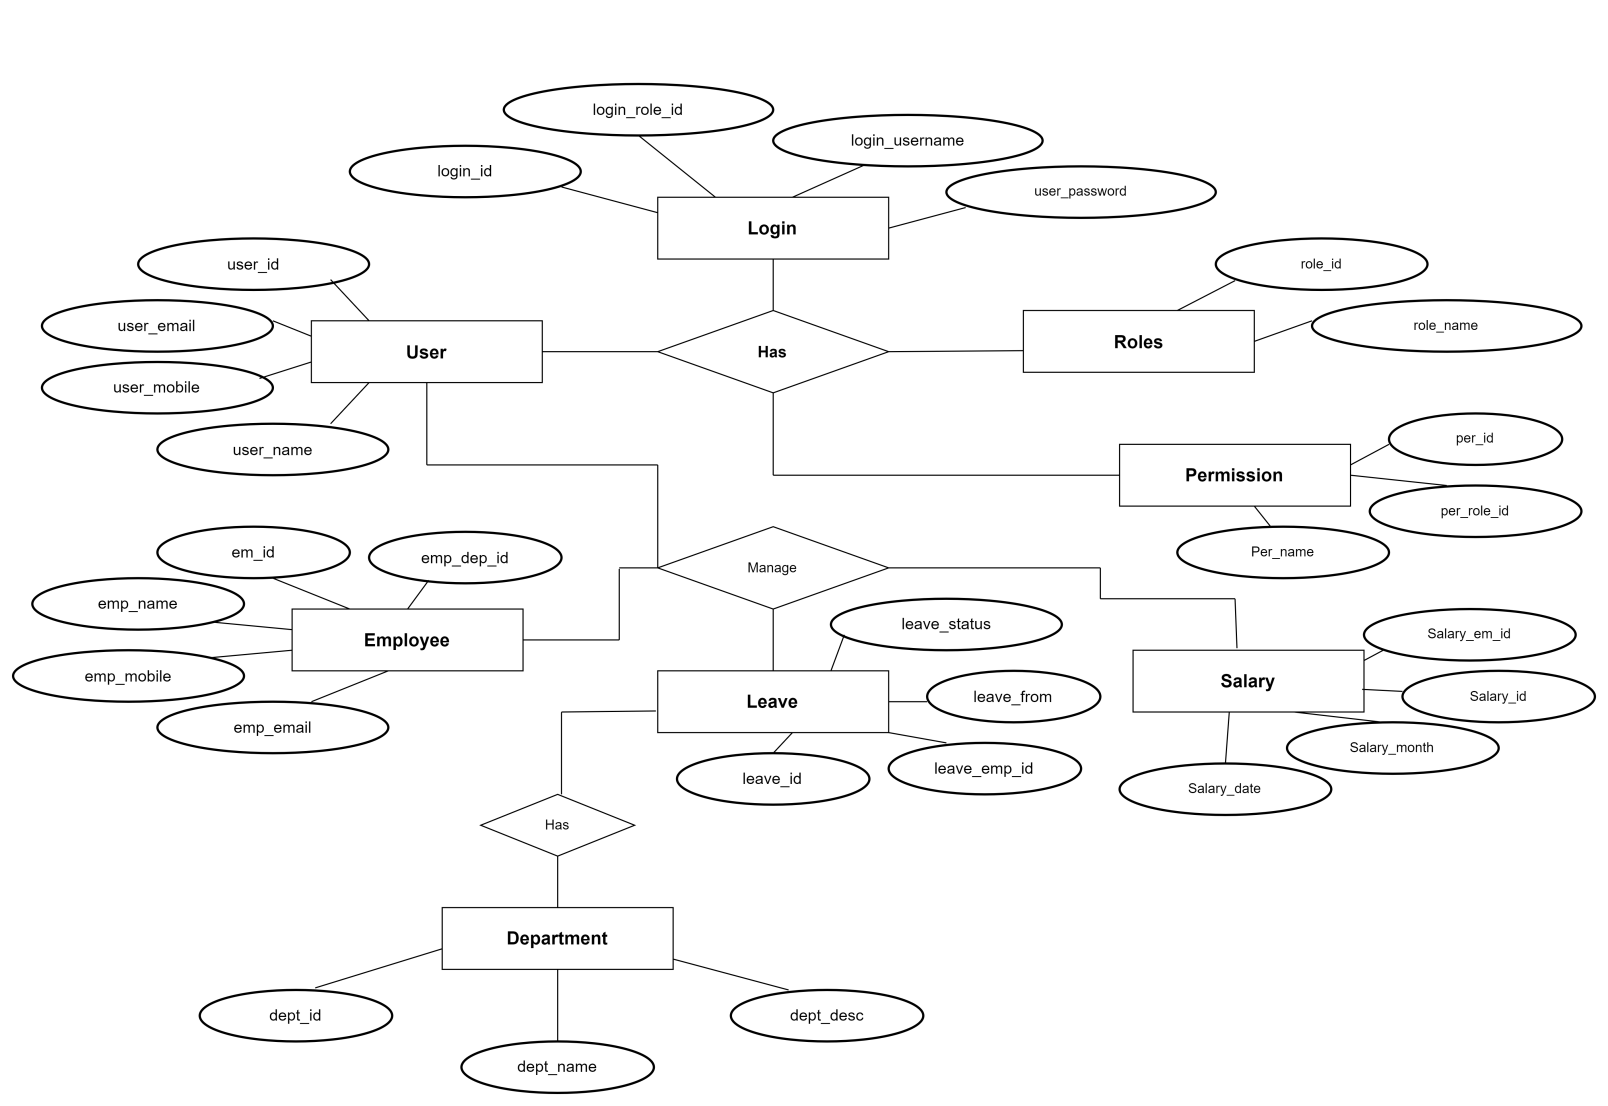 login_role_id
login_username
login_id
user_password
Login
user_id
role_id
user_email
role_name
Roles
User
Has
user_mobile
user_name
per_id
Permission
per_role_id
em_id
emp_dep_id
Per_name
Manage
emp_name
leave_status
Salary_em_id
Employee
emp_mobile
Salary
leave_from
Salary_id
Leave
emp_email
Salary_month
leave_id
leave_emp_id
Salary_date
Has
Department
dept_id
dept_desc
dept_name